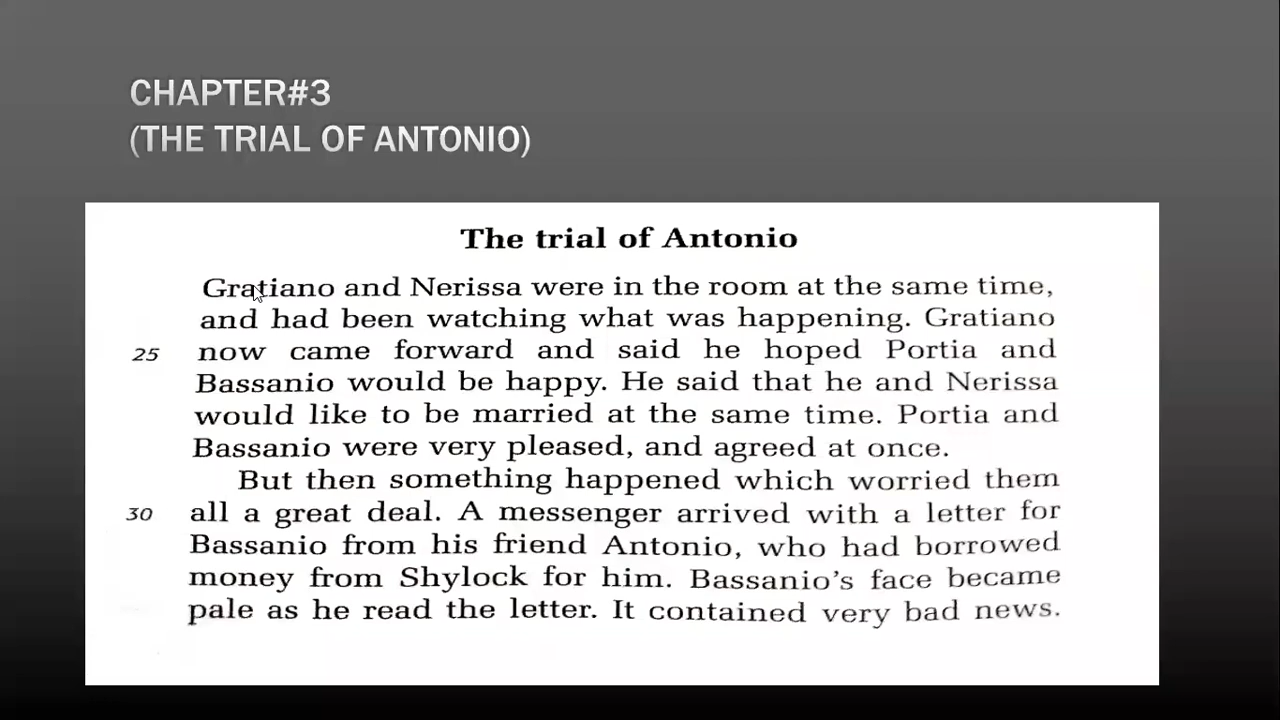 CHAPTER#3
(THE TRIAL OF ANTONIO)
The trial of Antonio
Gratiano and Nerissa were in the room at the same time,
and had been watching what was happening. Gratiano
25 now came forward and said he hoped Portia and
Bassanio would be happy. He said that he and Nerissa
would like to be married at the same time. Portia and
Bassanio were very pleased, and agreed at once.
But then something happened which worried them
30 all a great deal. A messenger arrived with a letter for
Bassanio from his friend Antonio, who had borrowed
money from Shylock for him. Bassanio's face became
pale as he read the letter. It contained very bad news.